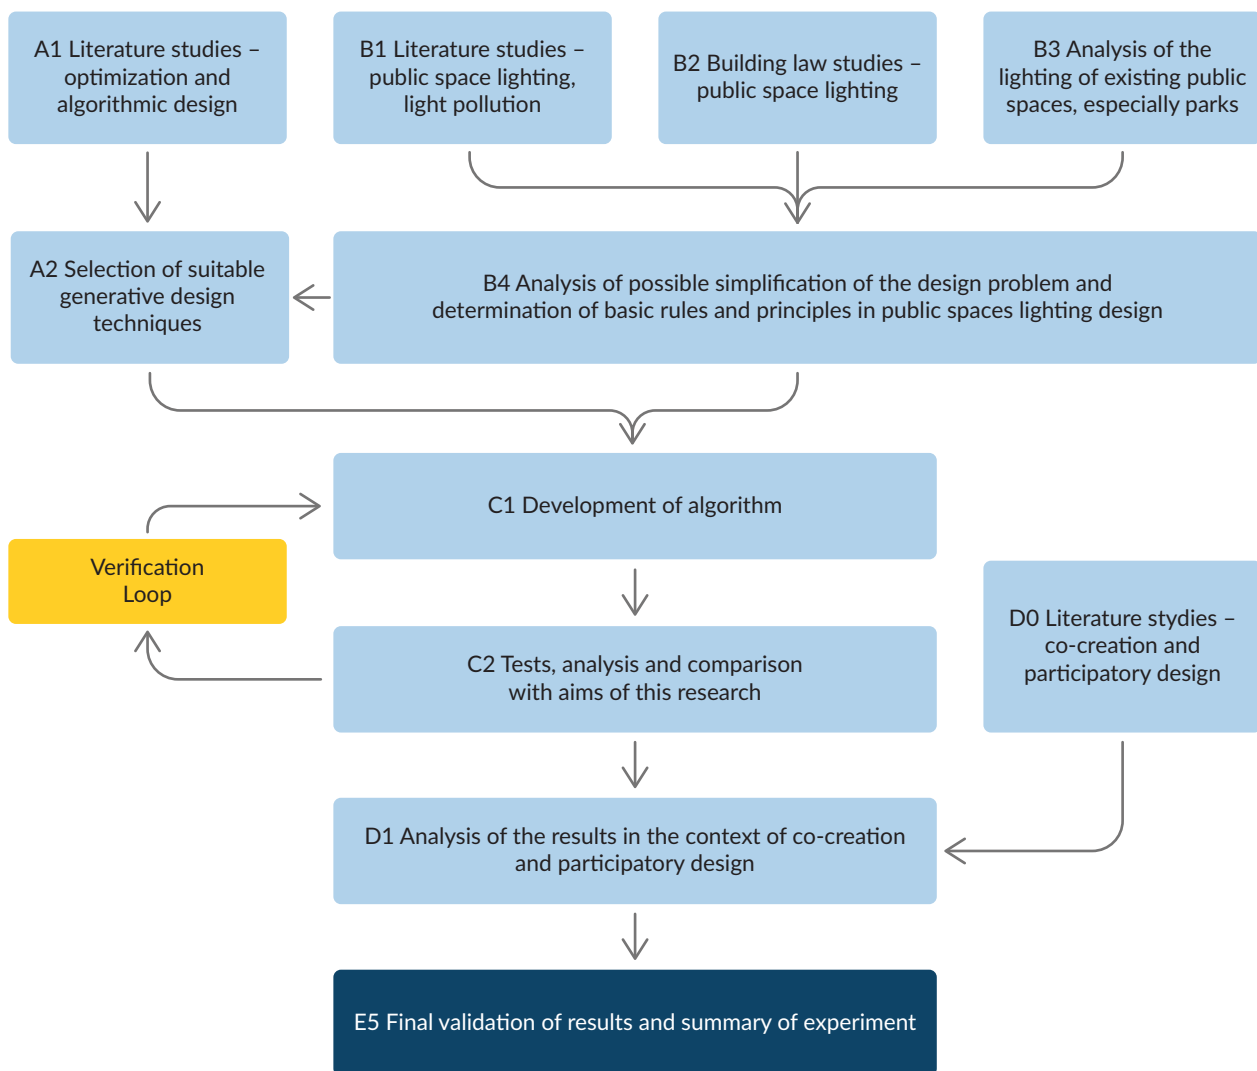 A1 Literature studies –
optimization and
algorithmic design
B1 Literature studies –
public space lighting,
light pollution
B2 Building law studies –
public space lighting
B3 Analysis of the
lighting of existing public
spaces, especially parks
A2 Selection of suitable
generative design
techniques
B4 Analysis of possible simplification of the design problem and
determination of basic rules and principles in public spaces lighting design
C1 Development of algorithm
Verification
Loop
C2 Tests, analysis and comparison
with aims of this research
D0 Literature stydies –
co-creation and
participatory design
D1 Analysis of the results in the context of co-creation
and participatory design
E5 Final validation of results and summary of experiment